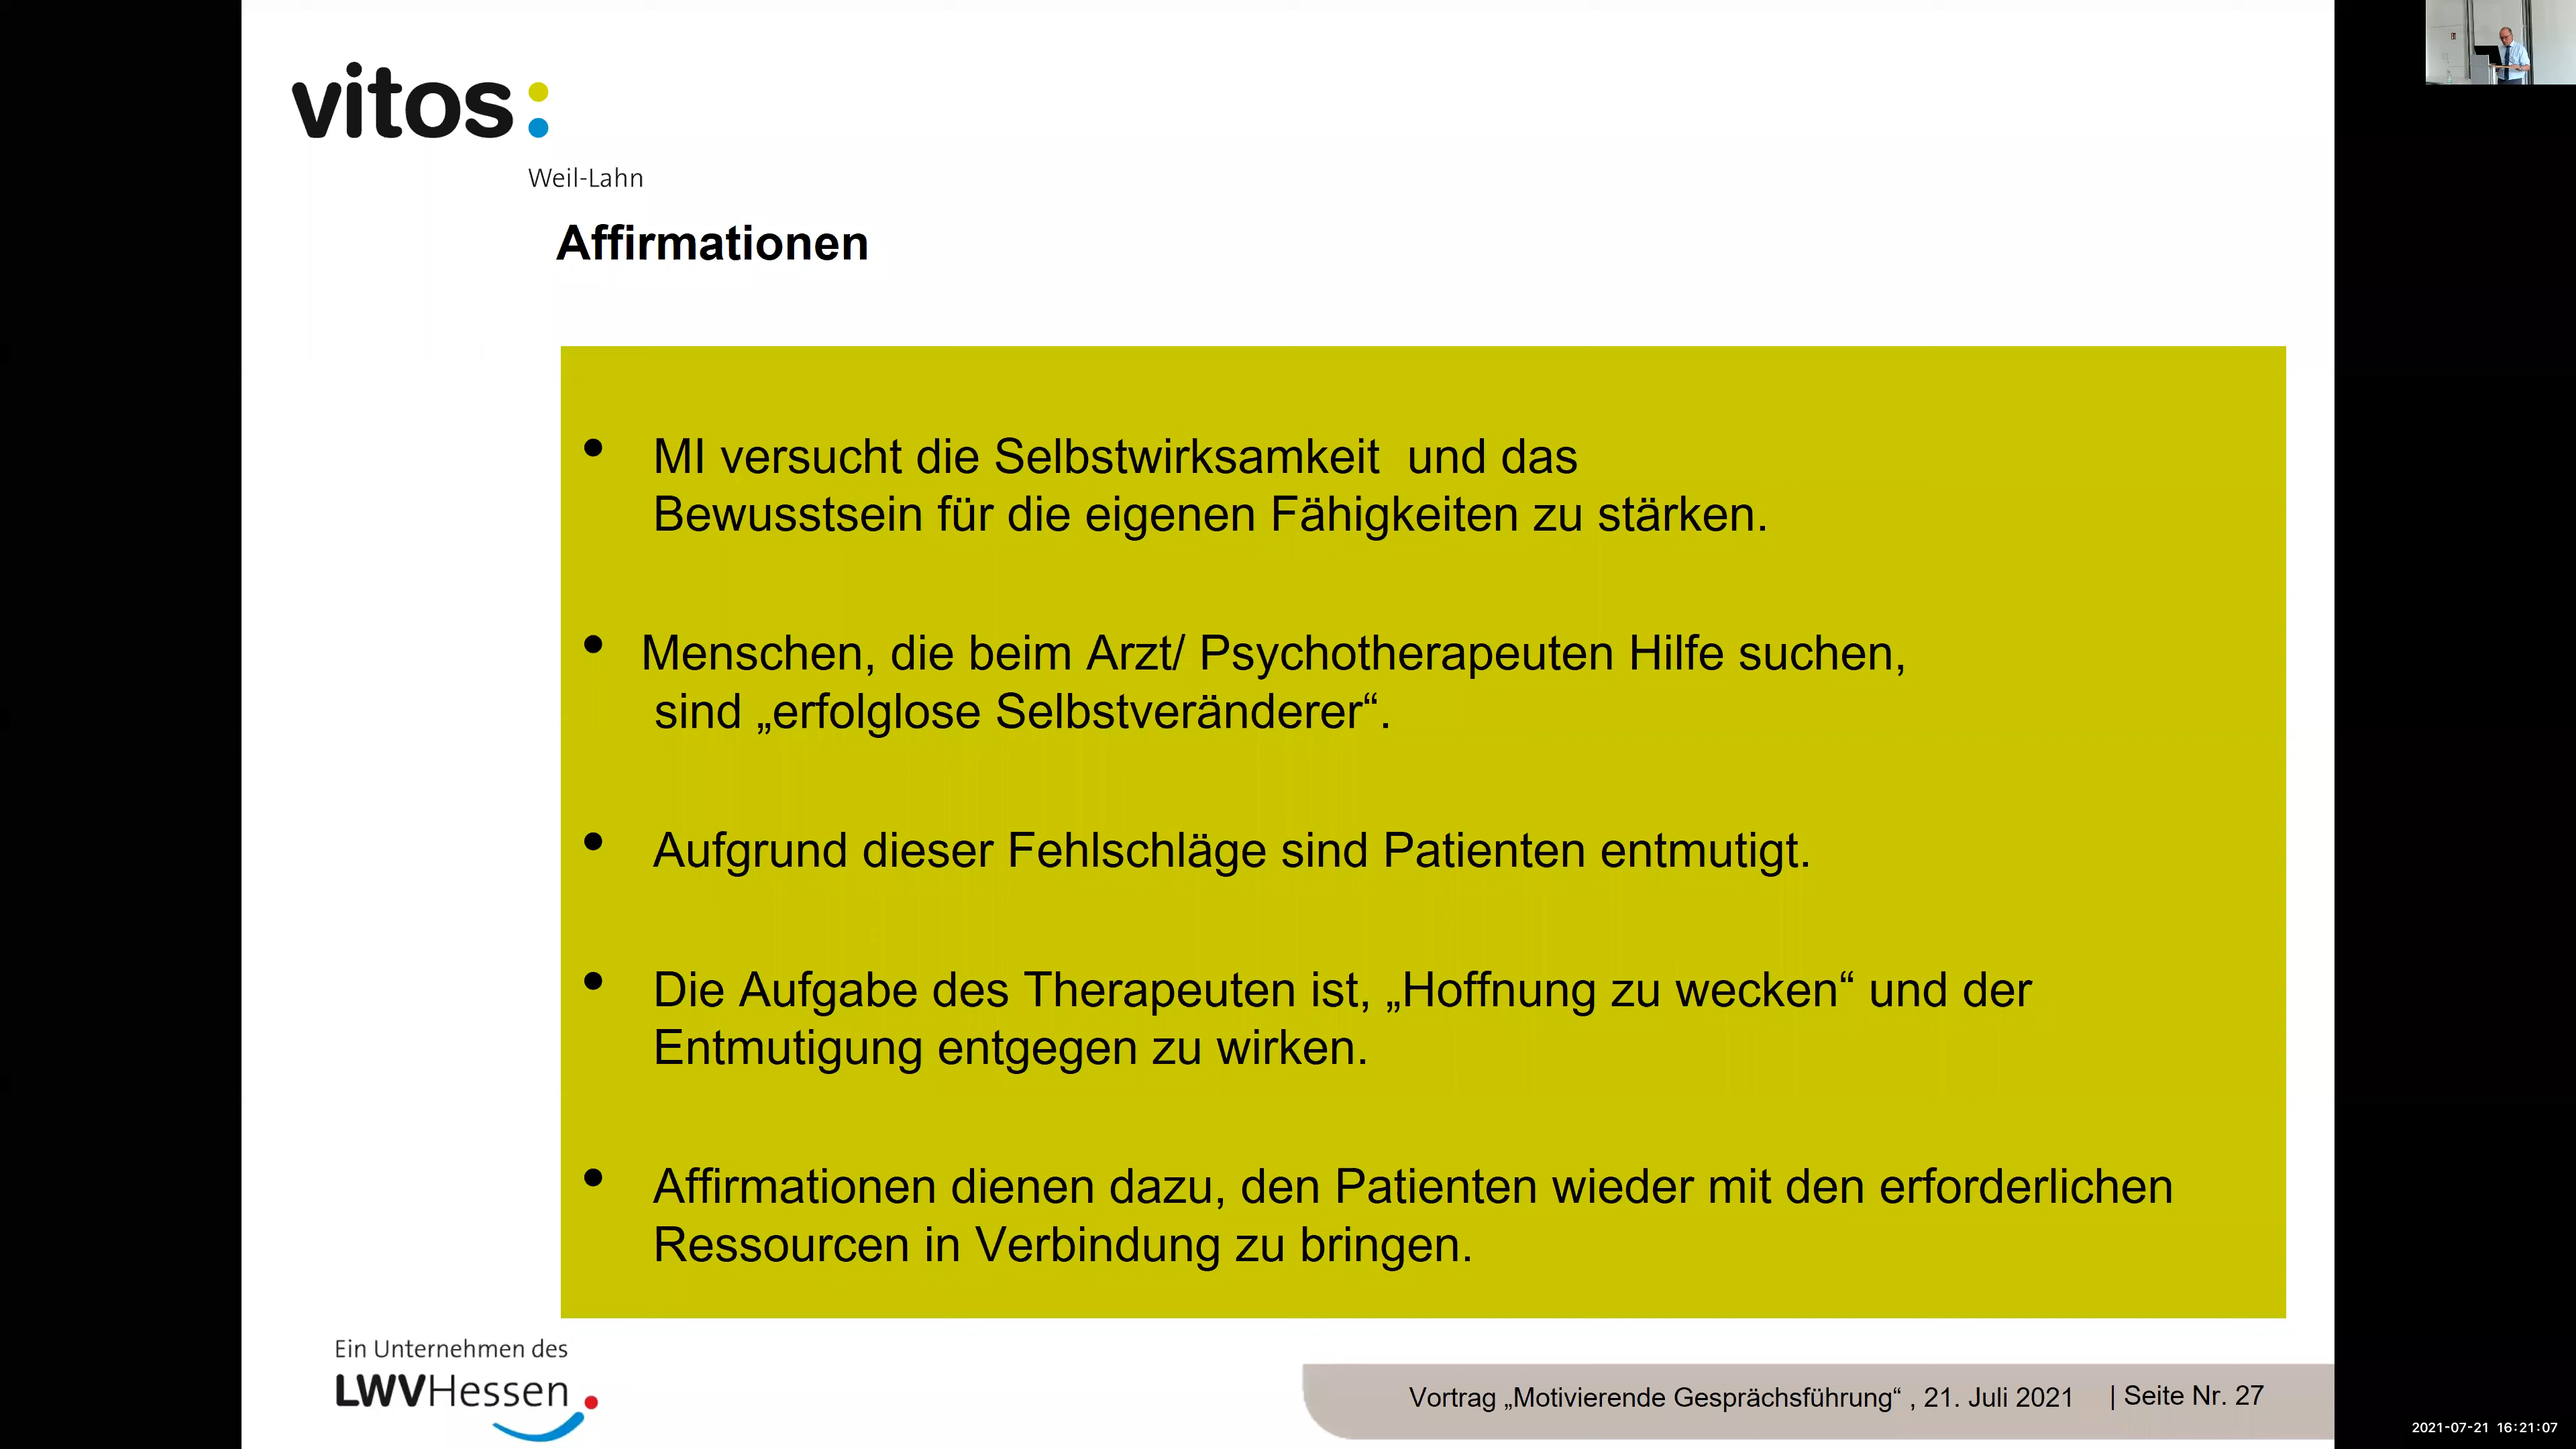 vitos:
Weil-Lahn
Affirmationen
• MI versucht die Selbstwirksamkeit und das
Bewusstsein für die eigenen Fähigkeiten zu stärken.
• Menschen, die beim Arzt/ Psychotherapeuten Hilfe suchen,
sind „erfolglose Selbstveränderer“.
• Aufgrund dieser Fehlschläge sind Patienten entmutigt.
• Die Aufgabe des Therapeuten ist, „Hoffnung zu wecken“ und der
Entmutigung entgegen zu wirken.
• Affirmationen dienen dazu, den Patienten wieder mit den erforderlichen
Ressourcen in Verbindung zu bringen.
Ein Unternehmen des
LWVHessen
Vortrag „Motivierende Gesprächsführung“ , 21. Juli 2021 | Seite Nr. 27
2021-07-21 16:21:07